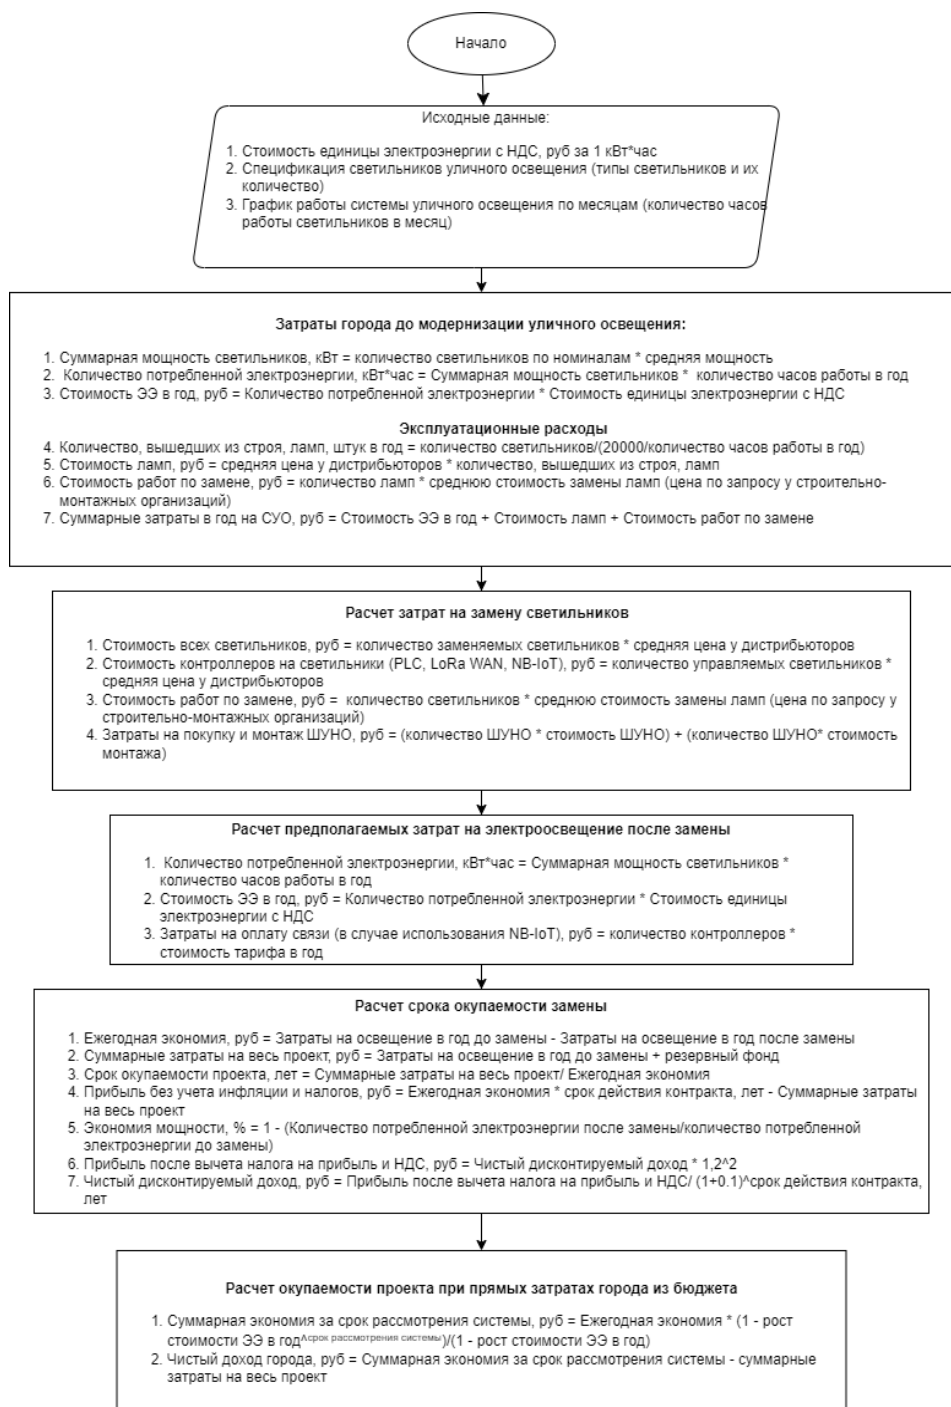 Начало
Исходные данные:
1. Стоимость единицы электроэнергии с НДС, руб за 1 кВт*час
2. Спецификация светильников уличного освещения (типы светильников и их
количество)
3. График работы системы уличного освещения по месяцам (количество часов
работы светильников в месяц)
Затраты города до модернизации уличного освещения:
1. Суммарная мощность светильников, кВт = количество светильников по номиналам * средняя мощность
2. Количество потребленной электроэнергии, кВт*час = Суммарная мощность светильников * количество часов работы в год
3. Стоимость ЭЭ в год, руб = Количество потребленной электроэнергии * Стоимость единицы электроэнергии с НДС
Эксплуатационные расходы
4. Количество, вышедших из строя, ламп, штук в год = количество светильников/(20000/количество часов работы в год)
5. Стоимость ламп, руб = средняя цена у дистрибьюторов * количество, вышедших из строя, ламп
6. Стоимость работ по замене, руб = количество ламп * среднюю стоимость замены ламп (цена по запросу у строительно-
монтажных организаций)
7. Суммарные затраты в год на СУО, руб = Стоимость ЭЭ в год + Стоимость ламп + Стоимость работ по замене
Расчет затрат на замену светильников
1. Стоимость всех светильников, руб = количество заменяемых светильников * средняя цена у дистрибьюторов
2. Стоимость контроллеров на светильники (PLC, LoRa WAN, NB-IoT), руб = количество управляемых светильников *
средняя цена у дистрибьюторов
3. Стоимость работ по замене, руб = количество светильников * среднюю стоимость замены ламп (цена по запросу у
строительно-монтажных организаций)
4. Затраты на покупку и монтаж ШУНО, руб = (количество ШУНО * стоимость ШУНО) + (количество ШУНО* стоимость
монтажа)
Расчет предполагаемых затрат на электроосвещение после замены
1. Количество потребленной электроэнергии, кВт*час = Суммарная мощность светильников *
количество часов работы в год
2. Стоимость ЭЭ в год, руб = Количество потребленной электроэнергии * Стоимость единицы
электроэнергии с НДС
3. Затраты на оплату связи (в случае использования NB-IoT), руб = количество контроллеров *
стоимость тарифа в год
Расчет срока окупаемости замены
1. Ежегодная экономия, руб = Затраты на освещение в год до замены - Затраты на освещение в год после замены
2. Суммарные затраты на весь проект, руб = Затраты на освещение в год до замены + резервный фонд
3. Срок окупаемости проекта, лет = Суммарные затраты на весь проект/ Ежегодная экономия
4. Прибыль без учета инфляции и налогов, руб = Ежегодная экономия * срок действия контракта, лет - Суммарные затраты
на весь проект
5. Экономия мощности, % = 1 - (Количество потребленной электроэнергии после замены/количество потребленной
электроэнергии до замены)
6. Прибыль после вычета налога на прибыль и НДС, руб = Чистый дисконтируемый доход * 1,2^2
7. Чистый дисконтируемый доход, руб = Прибыль после вычета налога на прибыль и НДС/ (1+0.1)^срок действия контракта,
лет
Расчет окупаемости проекта при прямых затратах города из бюджета
1. Суммарная экономия за срок рассмотрения системы, руб = Ежегодная экономия * (1 - рост
стоимости ЭЭ в год^срок рассмотрения системы)/(1 - рост стоимости ЭЭ в год)
2. Чистый доход города, руб = Суммарная экономия за срок рассмотрения системы - суммарные
затраты на весь проект